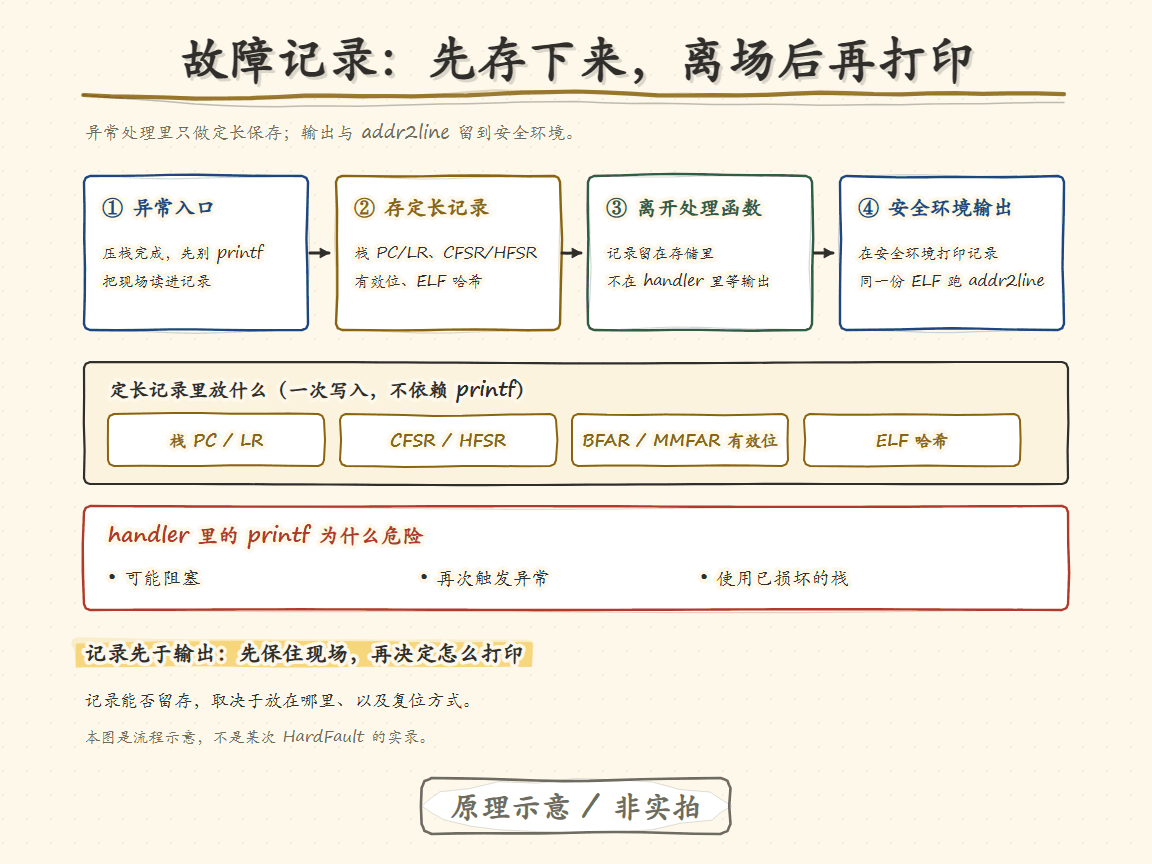 故障记录：先存下来，离场后再打印
异常处理里只做定长保存；输出与 addr2line 留到安全环境。
① 异常入口
压栈完成，先别 printf
把现场读进记录
② 存定长记录
栈 PC/LR、CFSR/HFSR
有效位、ELF 哈希
③ 离开处理函数
记录留在存储里
不在 handler 里等输出
④ 安全环境输出
在安全环境打印记录
同一份 ELF 跑 addr2line
定长记录里放什么（一次写入，不依赖 printf）
栈 PC / LR
CFSR / HFSR
BFAR / MMFAR 有效位
ELF 哈希
handler 里的 printf 为什么危险
• 可能阻塞
• 再次触发异常
• 使用已损坏的栈
记录先于输出：先保住现场，再决定怎么打印
记录能否留存，取决于放在哪里、以及复位方式。
本图是流程示意，不是某次 HardFault 的实录。
原理示意 / 非实拍